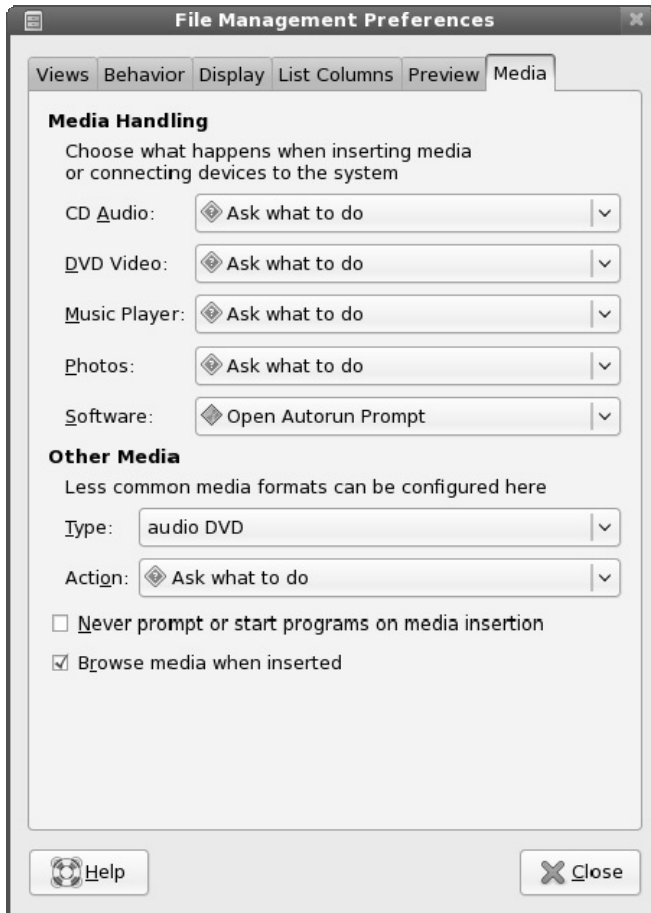 File Management Preferences
Views Behavior Display List Columns Preview Media
Media Handling
Choose what happens when inserting media
or connecting devices to the system
CD Audio: Ask what to do
DVD Video: Ask what to do
Music Player: Ask what to do
Photos: Ask what to do
Software: Open Autorun Prompt
Other Media
Less common media formats can be configured here
Type: audio DVD
Action: Ask what to do
Never prompt or start programs on media insertion
Browse media when inserted
Help Close